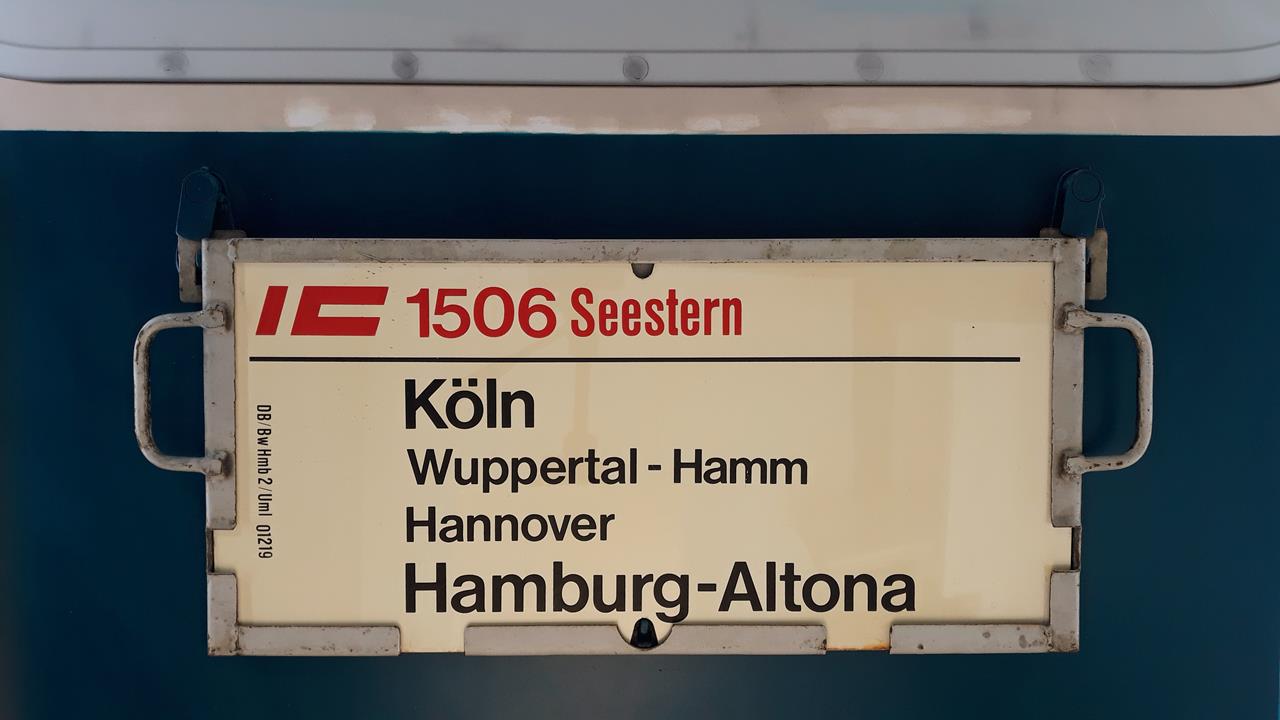 IC 1506 Seestern
Köln
Wuppertal - Hamm
Hannover
Hamburg-Altona
DB/Bw Hmb 2/Uml 01219